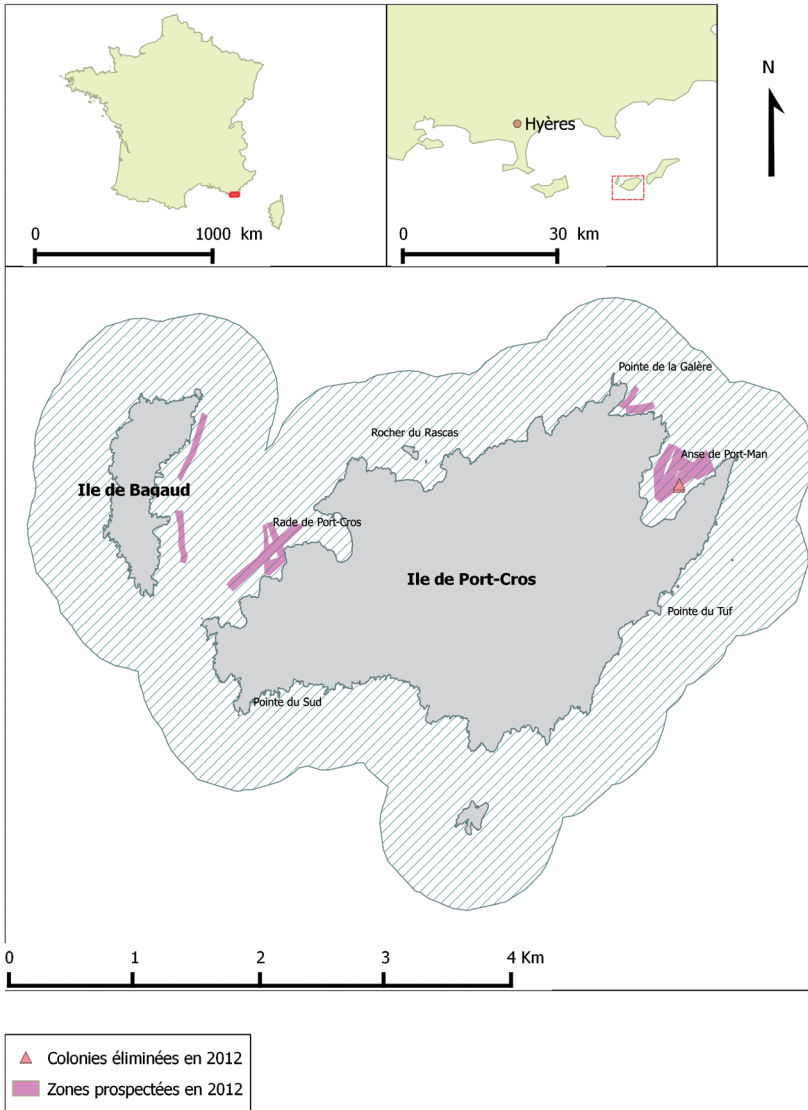 N
Hyères
0 1000 km
0 30 km
Pointe de la Galère
Rocher du Rascas
Anse de Port-Man
Ile de Bagaud
Rade de Port-Cros
Ile de Port-Cros
Pointe du Tuf
Pointe du Sud
0 1 2 3 4 Km
Colonies éliminées en 2012
Zones prospectées en 2012